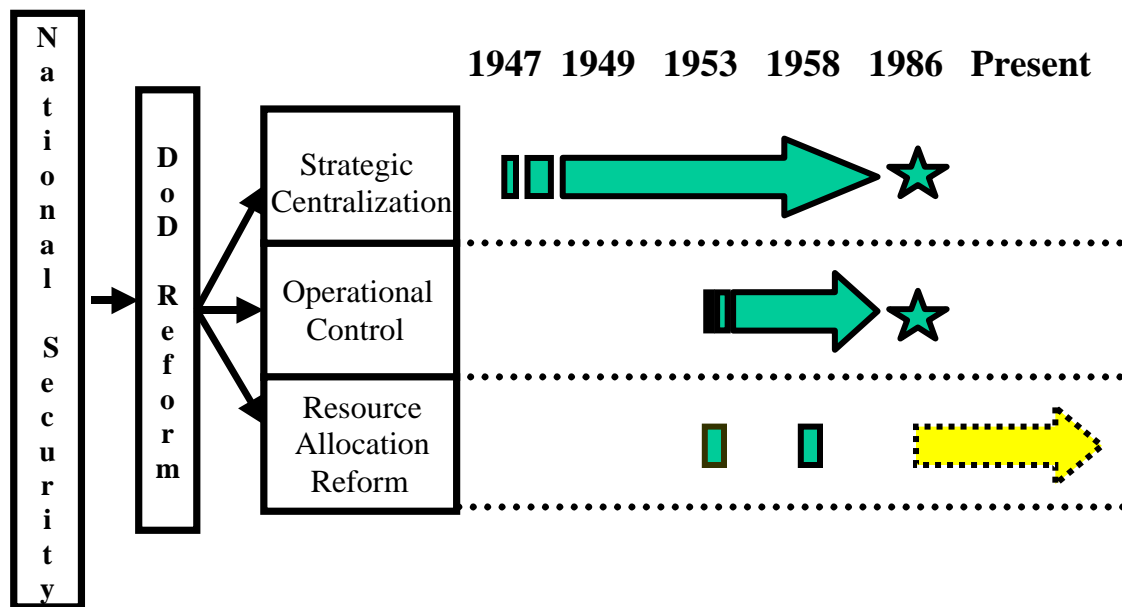 National Security
DoD Reform
1947 1949 1953 1958 1986 Present
Strategic
Centralization
Operational
Control
Resource
Allocation
Reform